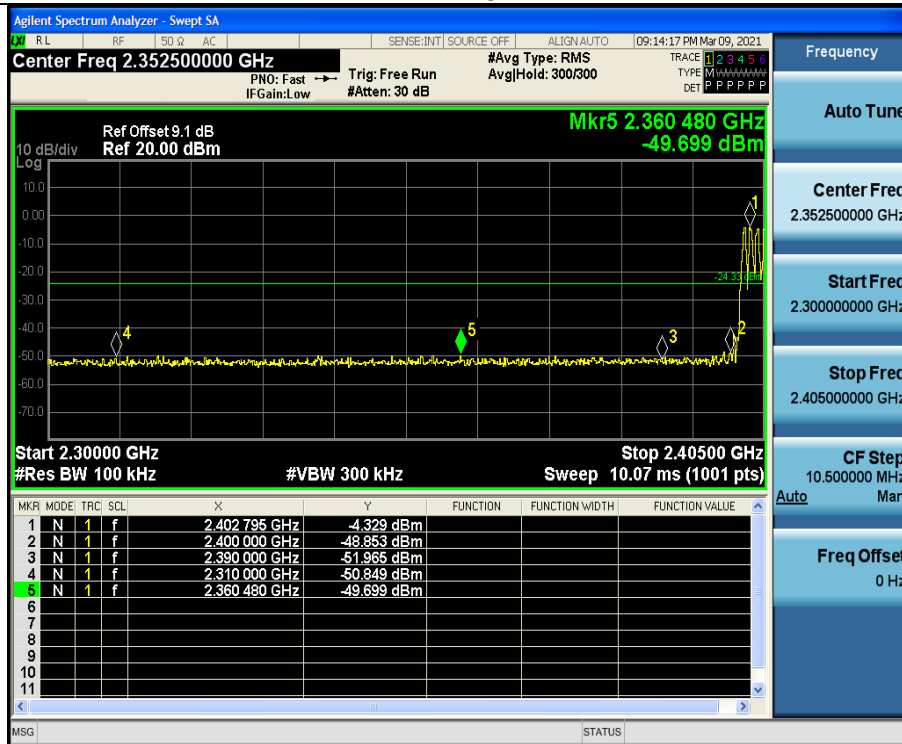 Agilent Spectrum Analyzer - Swept SA
LXI RL RF 50 Ω AC SENSE:INT SOURCE OFF ALIGN AUTO 09:14:17 PM Mar 09, 2021
Center Freq 2.352500000 GHz
#Avg Type: RMS
TRACE 1 2 3 4 5 6
PNO: Fast Trig: Free Run Avg|Hold: 300/300
TYPE M
IFGain:Low #Atten: 30 dB
DET P P P P P P
Frequency
Auto Tune
Center Freq
2.352500000 GHz
Start Freq
2.300000000 GHz
Stop Freq
2.405000000 GHz
CF Step
10.500000 MHz
Auto Man
Freq Offset
0 Hz
Mkr5 2.360 480 GHz
-49.699 dBm
Ref Offset 9.1 dB
10 dB/div Ref 20.00 dBm
Log
10.0
0.00
-10.0
-20.0
-30.0
-40.0
-50.0
-60.0
-70.0
1
-24.33 dBm
4
5
3
2
Start 2.30000 GHz Stop 2.40500 GHz
#Res BW 100 kHz #VBW 300 kHz Sweep 10.07 ms (1001 pts)
MKR MODE TRC SCL X Y FUNCTION FUNCTION WIDTH FUNCTION VALUE
1 N 1 f 2.402 795 GHz -4.329 dBm
2 N 1 f 2.400 000 GHz -48.853 dBm
3 N 1 f 2.390 000 GHz -51.965 dBm
4 N 1 f 2.310 000 GHz -50.849 dBm
5 N 1 f 2.360 480 GHz -49.699 dBm
6
7
8
9
10
11
MSG STATUS